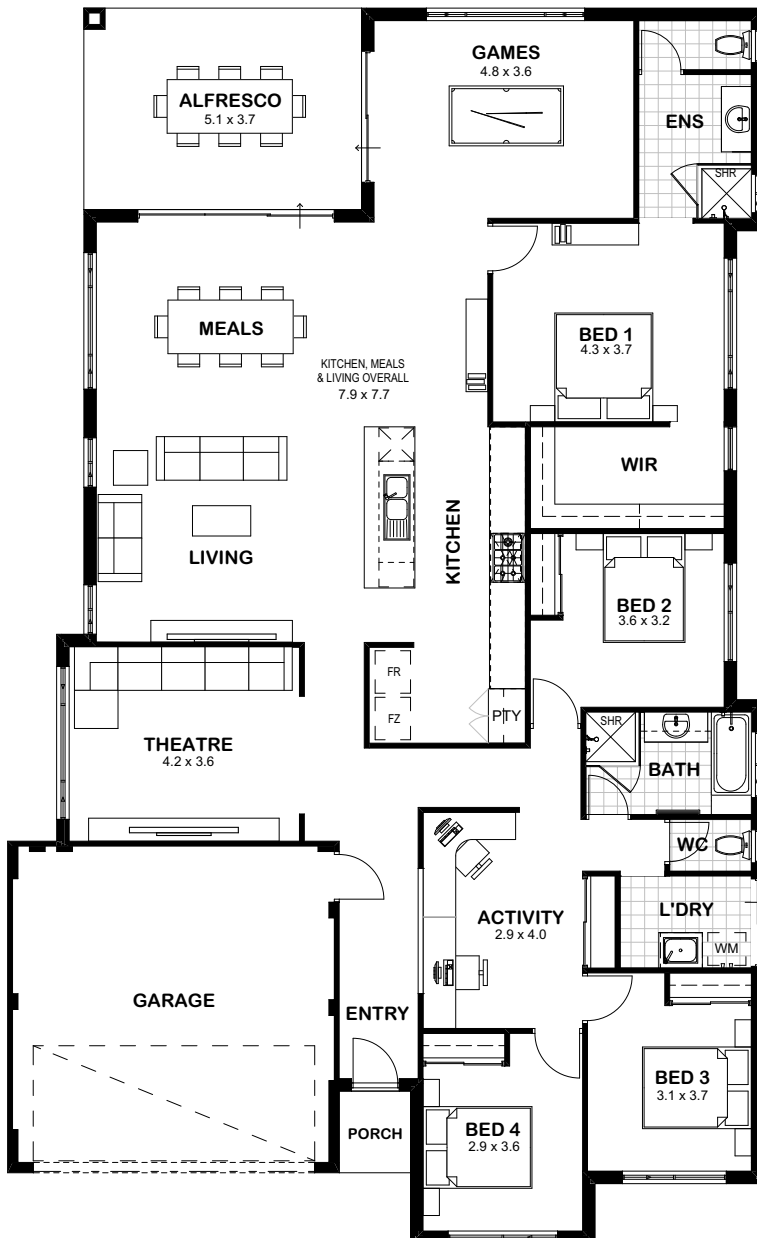 GAMES
4.8 x 3.6
ALFRESCO
5.1 x 3.7
ENS
SHR
MEALS
BED 1
4.3 x 3.7
KITCHEN, MEALS
& LIVING OVERALL
7.9 x 7.7
WIR
KITCHEN
LIVING
BED 2
3.6 x 3.2
FR
FZ
PTY
SHR
THEATRE
4.2 x 3.6
BATH
WC
L'DRY
WM
ACTIVITY
2.9 x 4.0
GARAGE
ENTRY
BED 3
3.1 x 3.7
PORCH
BED 4
2.9 x 3.6